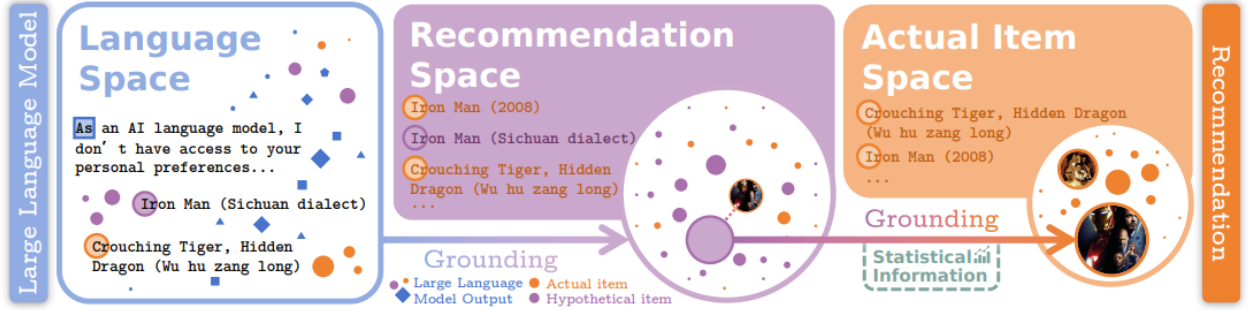 Large Language Model
Language
Space
As an AI language model, I
don't have access to your
personal preferences...
Iron Man (Sichuan dialect)
Crouching Tiger, Hidden
Dragon (Wu hu zang long)
Recommendation
Space
Iron Man (2008)
Iron Man (Sichuan dialect)
Crouching Tiger, Hidden
Dragon (Wu hu zang long)
...
Actual Item
Space
Crouching Tiger, Hidden Dragon
(Wu hu zang long)
Iron Man (2008)
...
Grounding
Grounding
Statistical
Information
Large Language
Model Output
Actual item
Hypothetical item
Recommendation